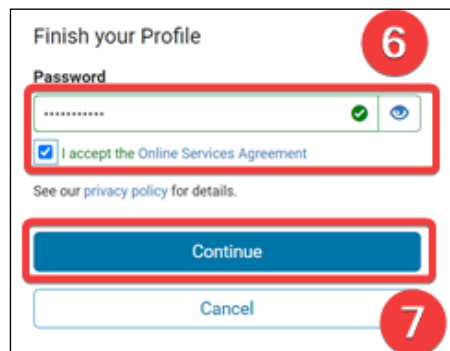 Finish your Profile
6
Password
•••••••••••
I accept the Online Services Agreement
See our privacy policy for details.
Continue
Cancel
7